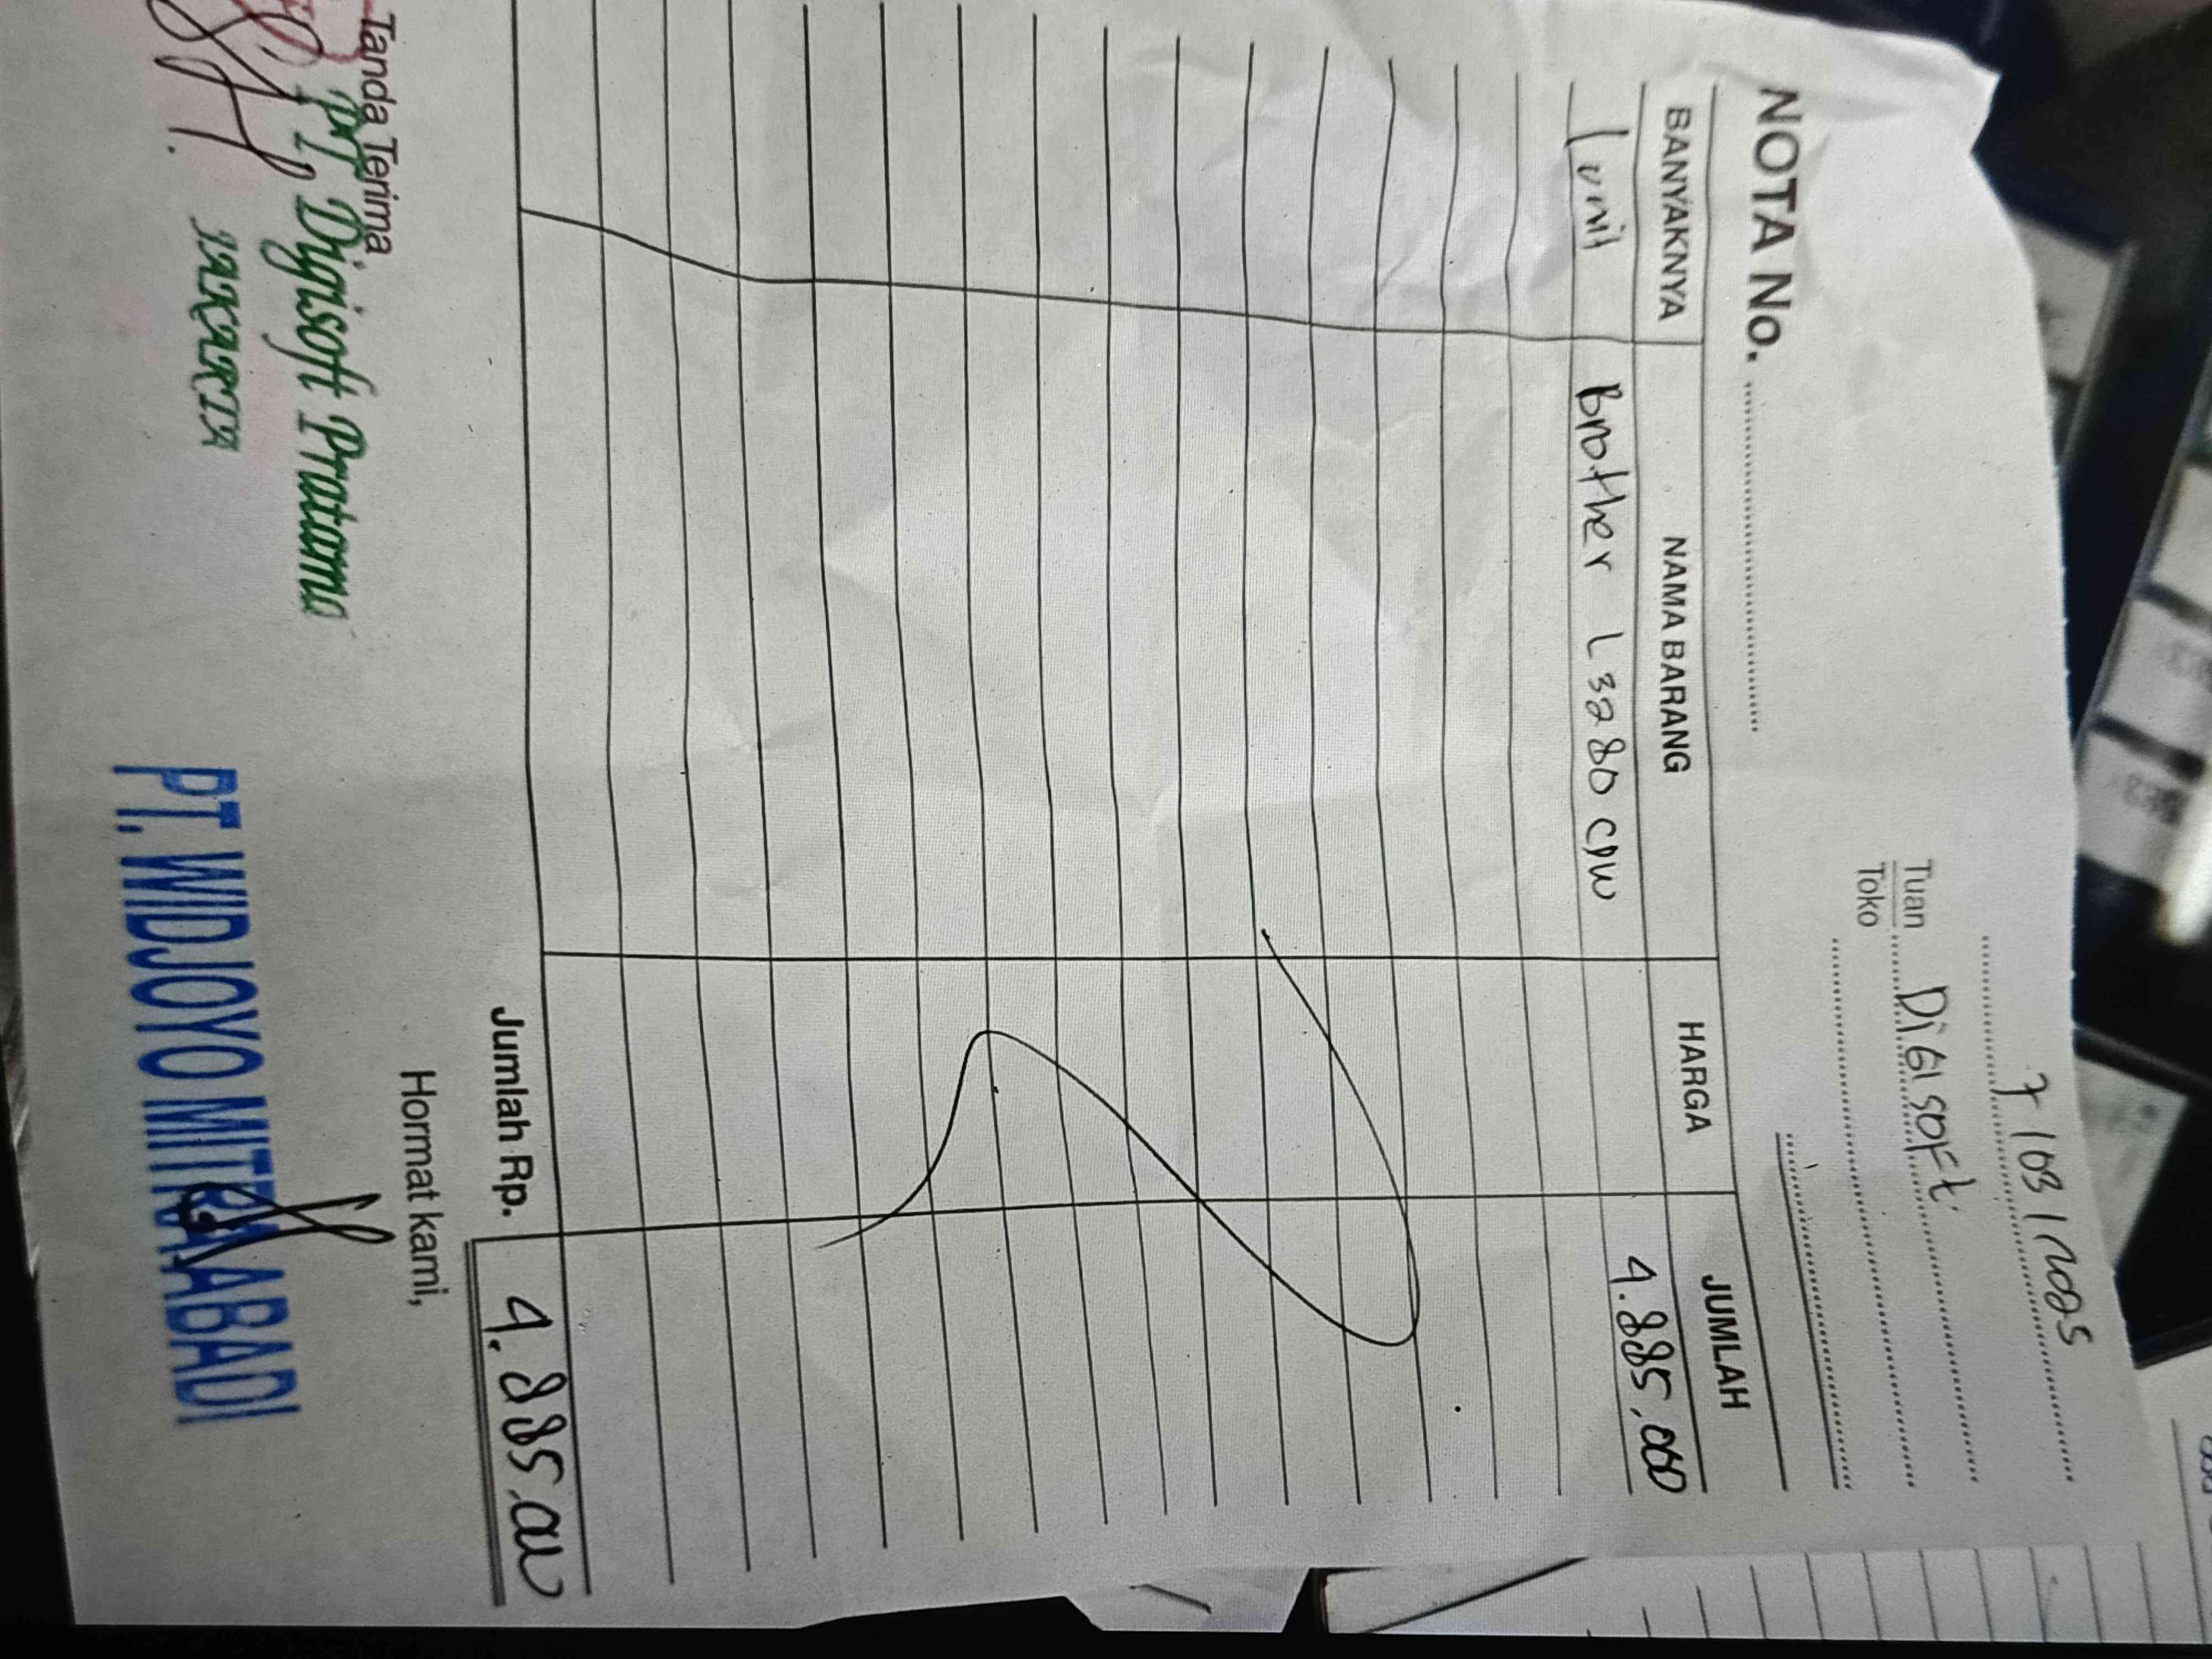 7/03/2025
Tuan Digisoft
Toko
NOTA No.
BANYAKNYA NAMA BARANG HARGA JUMLAH
1 unit Brother L3280 CDW 4.885.000
Jumlah Rp. 4.885.000
Tanda Terima Hormat kami,
PT Digisoft Pratama
JAKARTA
PT. WIDJOYO MITRA ABADI